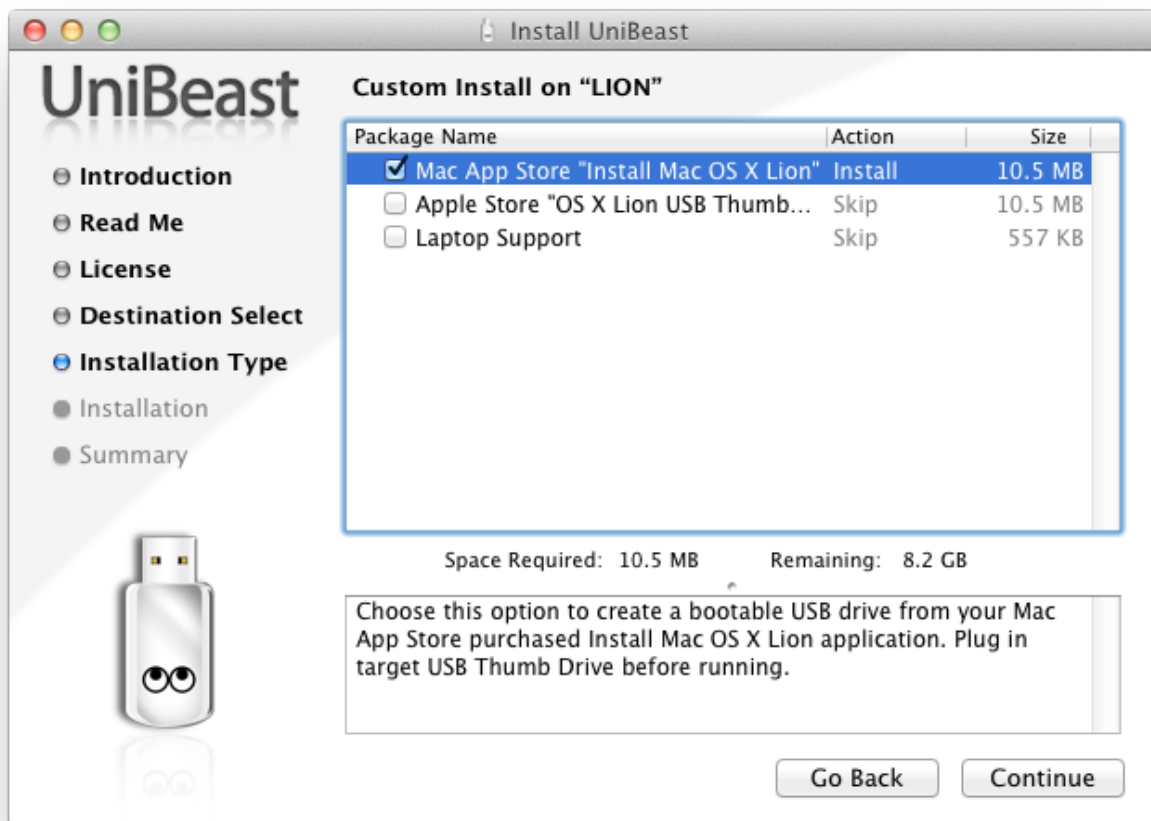 Install UniBeast
UniBeast
Introduction
Read Me
License
Destination Select
Installation Type
Installation
Summary
Custom Install on “LION”
Package Name Action Size
Mac App Store "Install Mac OS X Lion" Install 10.5 MB
Apple Store "OS X Lion USB Thumb... Skip 10.5 MB
Laptop Support Skip 557 KB
Space Required: 10.5 MB Remaining: 8.2 GB
Choose this option to create a bootable USB drive from your Mac
App Store purchased Install Mac OS X Lion application. Plug in
target USB Thumb Drive before running.
Go Back Continue